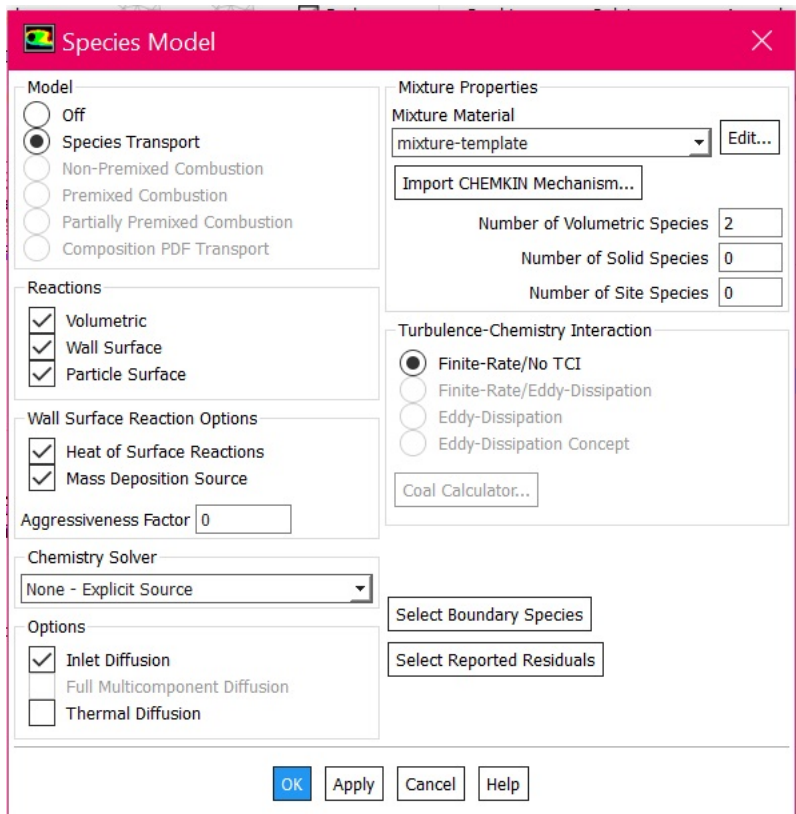 Species Model
Model
Off
Species Transport
Non-Premixed Combustion
Premixed Combustion
Partially Premixed Combustion
Composition PDF Transport
Reactions
Volumetric
Wall Surface
Particle Surface
Wall Surface Reaction Options
Heat of Surface Reactions
Mass Deposition Source
Aggressiveness Factor 0
Chemistry Solver
None - Explicit Source
Options
Inlet Diffusion
Full Multicomponent Diffusion
Thermal Diffusion
Mixture Properties
Mixture Material
mixture-template
Edit...
Import CHEMKIN Mechanism...
Number of Volumetric Species 2
Number of Solid Species 0
Number of Site Species 0
Turbulence-Chemistry Interaction
Finite-Rate/No TCI
Finite-Rate/Eddy-Dissipation
Eddy-Dissipation
Eddy-Dissipation Concept
Coal Calculator...
Select Boundary Species
Select Reported Residuals
OK Apply Cancel Help